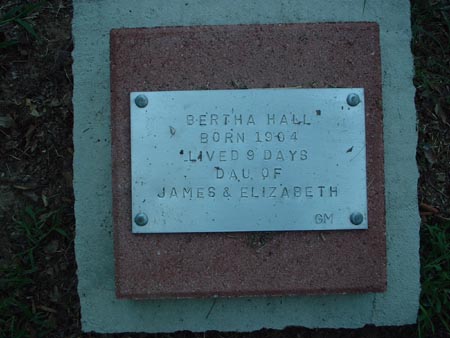 BERTHA HALL
BORN 1904
LIVED 9 DAYS
DAU OF
JAMES & ELIZABETH
GM